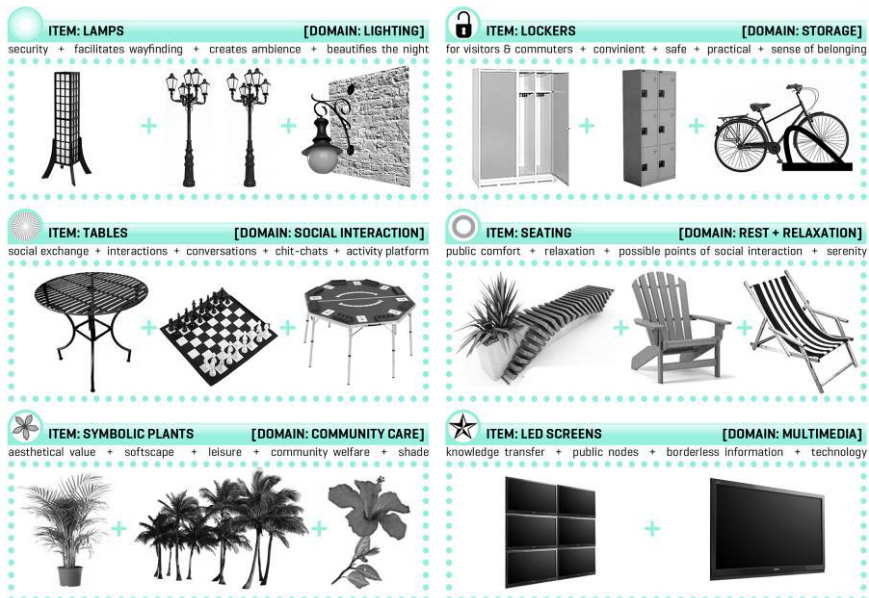 ITEM: LAMPS [DOMAIN: LIGHTING]
security + facilitates wayfinding + creates ambience + beautifies the night
ITEM: LOCKERS [DOMAIN: STORAGE]
for visitors & commuters + convinient + safe + practical + sense of belonging
ITEM: TABLES [DOMAIN: SOCIAL INTERACTION]
social exchange + interactions + conversations + chit-chats + activity platform
ITEM: SEATING [DOMAIN: REST + RELAXATION]
public comfort + relaxation + possible points of social interaction + serenity
ITEM: SYMBOLIC PLANTS [DOMAIN: COMMUNITY CARE]
aesthetical value + softscape + leisure + community welfare + shade
ITEM: LED SCREENS [DOMAIN: MULTIMEDIA]
knowledge transfer + public nodes + borderless information + technology